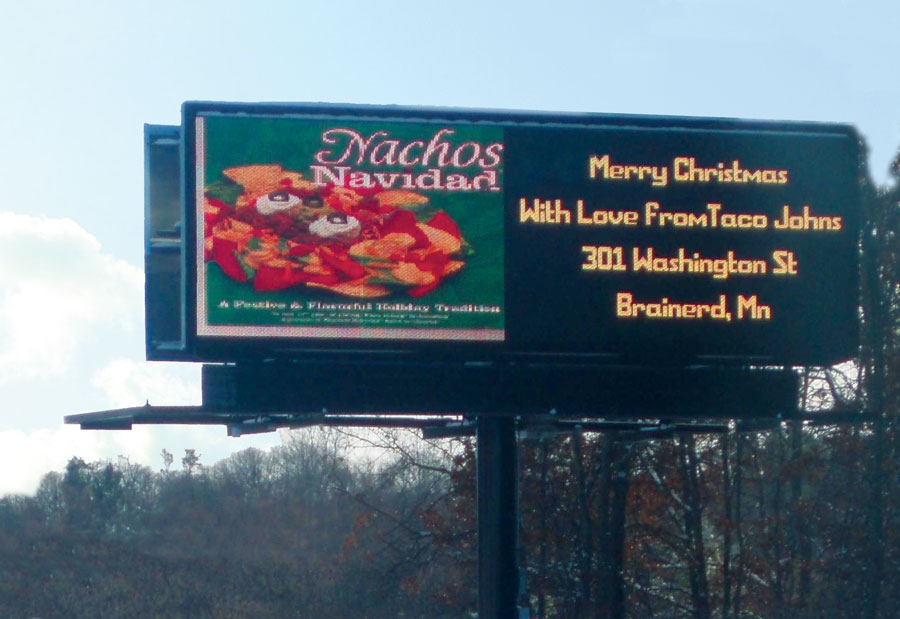 Nachos
Navidad
A Festive & Flavorful Holiday Tradition
Merry Christmas
With Love FromTaco Johns
301 Washington St
Brainerd, Mn